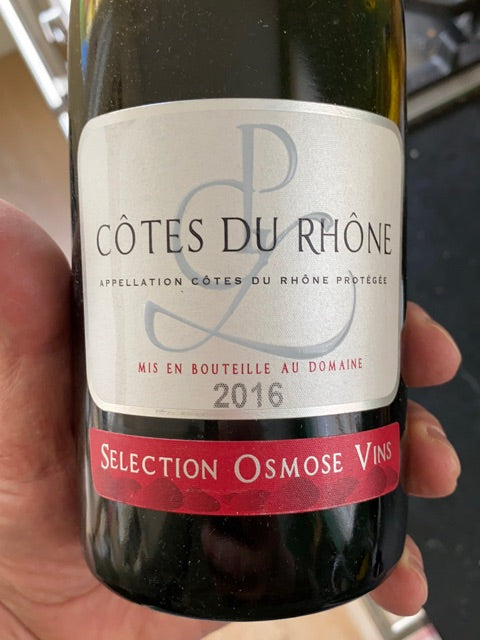 CÔTES DU RHÔNE
APPELLATION CÔTES DU RHÔNE PROTÉGÉE
MIS EN BOUTEILLE AU DOMAINE
2016
SELECTION OSMOSE VINS